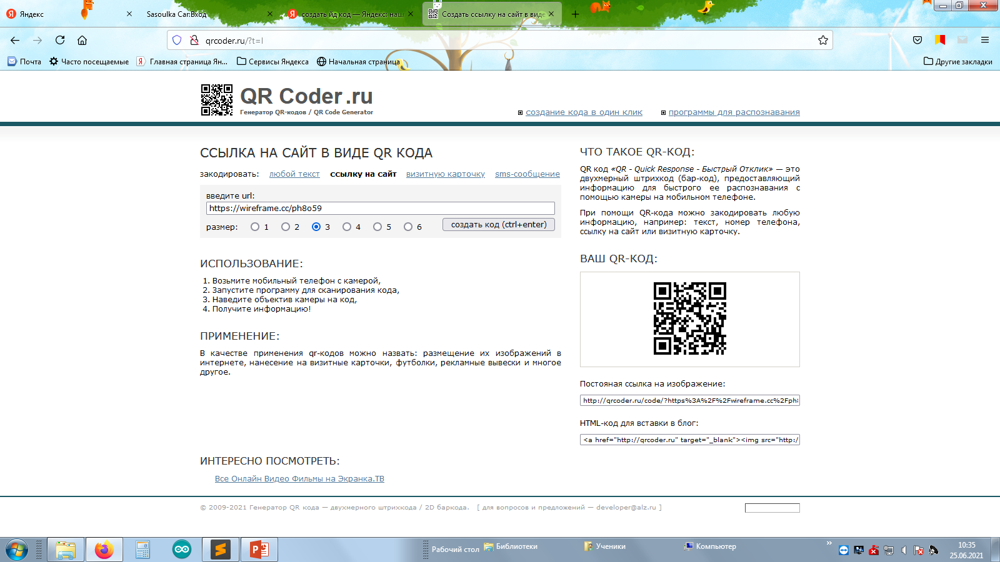 Яндекс
Sasoulka Car:Вход
создать йд код — Яндекс: наш
Создать ссылку на сайт в виде
qrcoder.ru/?t=l
Почта
Часто посещаемые
Главная страница Ян...
Сервисы Яндекса
Начальная страница
Другие закладки
QR Coder.ru
Генератор QR-кодов / QR Code Generator
создание кода в один клик
программы для распознавания
ССЫЛКА НА САЙТ В ВИДЕ QR КОДА
закодировать: любой текст ссылку на сайт визитную карточку sms-сообщение
введите url:
https://wireframe.cc/ph8o59
размер: 1 2 3 4 5 6
создать код (ctrl+enter)
ИСПОЛЬЗОВАНИЕ:
1. Возьмите мобильный телефон с камерой,
2. Запустите программу для сканирования кода,
3. Наведите объектив камеры на код,
4. Получите информацию!
ПРИМЕНЕНИЕ:
В качестве применения qr-кодов можно назвать: размещение их изображений в
интернете, нанесение на визитные карточки, футболки, рекламные вывески и многое
другое.
ЧТО ТАКОЕ QR-КОД:
QR код «QR - Quick Response - Быстрый Отклик» — это
двухмерный штрихкод (бар-код), предоставляющий
информацию для быстрого ее распознавания с
помощью камеры на мобильном телефоне.
При помощи QR-кода можно закодировать любую
информацию, например: текст, номер телефона,
ссылку на сайт или визитную карточку.
ВАШ QR-КОД:
Постояная ссылка на изображение:
http://qrcoder.ru/code/?https%3A%2F%2Fwireframe.cc%2Fph8
HTML-код для вставки в блог:
<a href="http://qrcoder.ru" target="_blank"><img src="http:/
ИНТЕРЕСНО ПОСМОТРЕТЬ:
Все Онлайн Видео Фильмы на Экранка.ТВ
© 2009-2021 Генератор QR кода — двухмерного штрихкода / 2D баркода. [ для вопросов и предложений — developer@alz.ru ]
Рабочий стол
Библиотеки
Ученики
Компьютер
10:35
25.06.2021